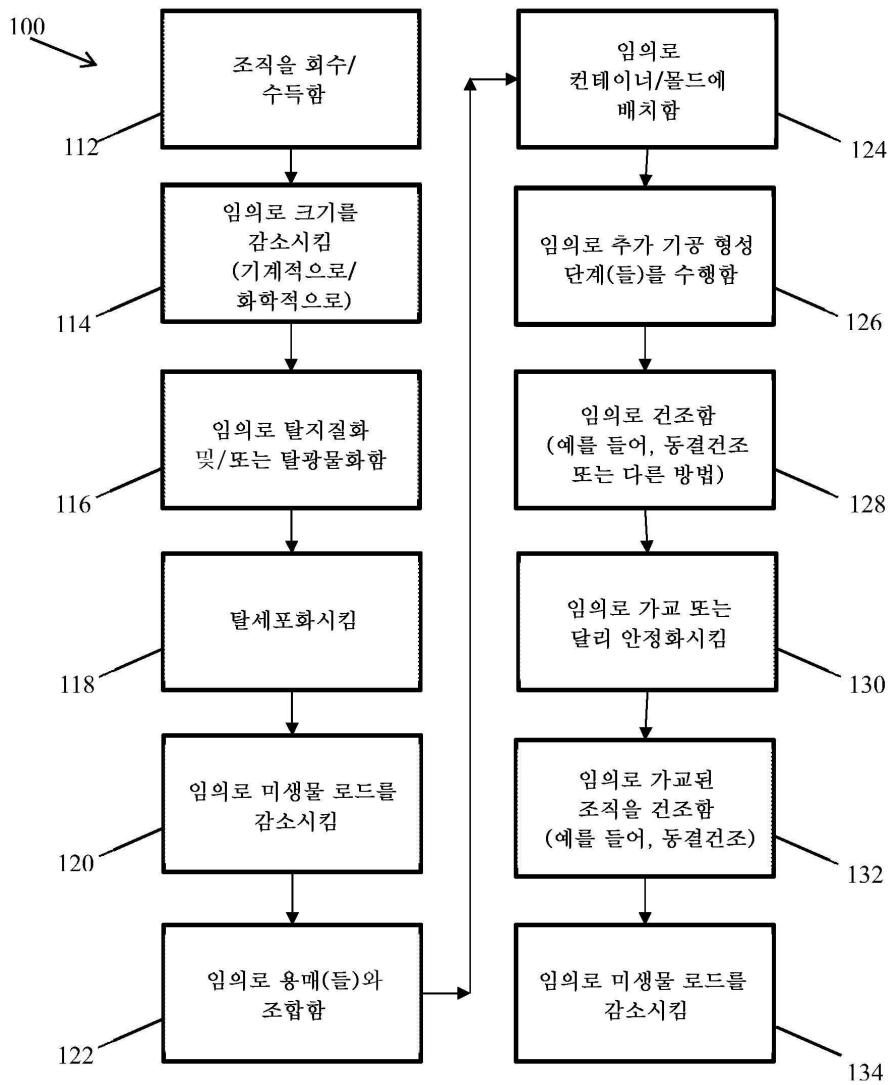 100
조직을 회수/
수득함
112
임의로 크기를
감소시킴
(기계적으로/
화학적으로)
114
임의로 탈지질화
및/또는 탈광물화함
116
탈세포화시킴
118
임의로 미생물 로드를
감소시킴
120
임의로 용매(들)와
조합함
122
임의로
컨테이너/몰드에
배치함
124
임의로 추가 기공 형성
단계(들)를 수행함
126
임의로 건조함
(예를 들어, 동결건조
또는 다른 방법)
128
임의로 가교 또는
달리 안정화시킴
130
임의로 가교된
조직을 건조함
(예를 들어, 동결건조)
132
임의로 미생물 로드를
감소시킴
134